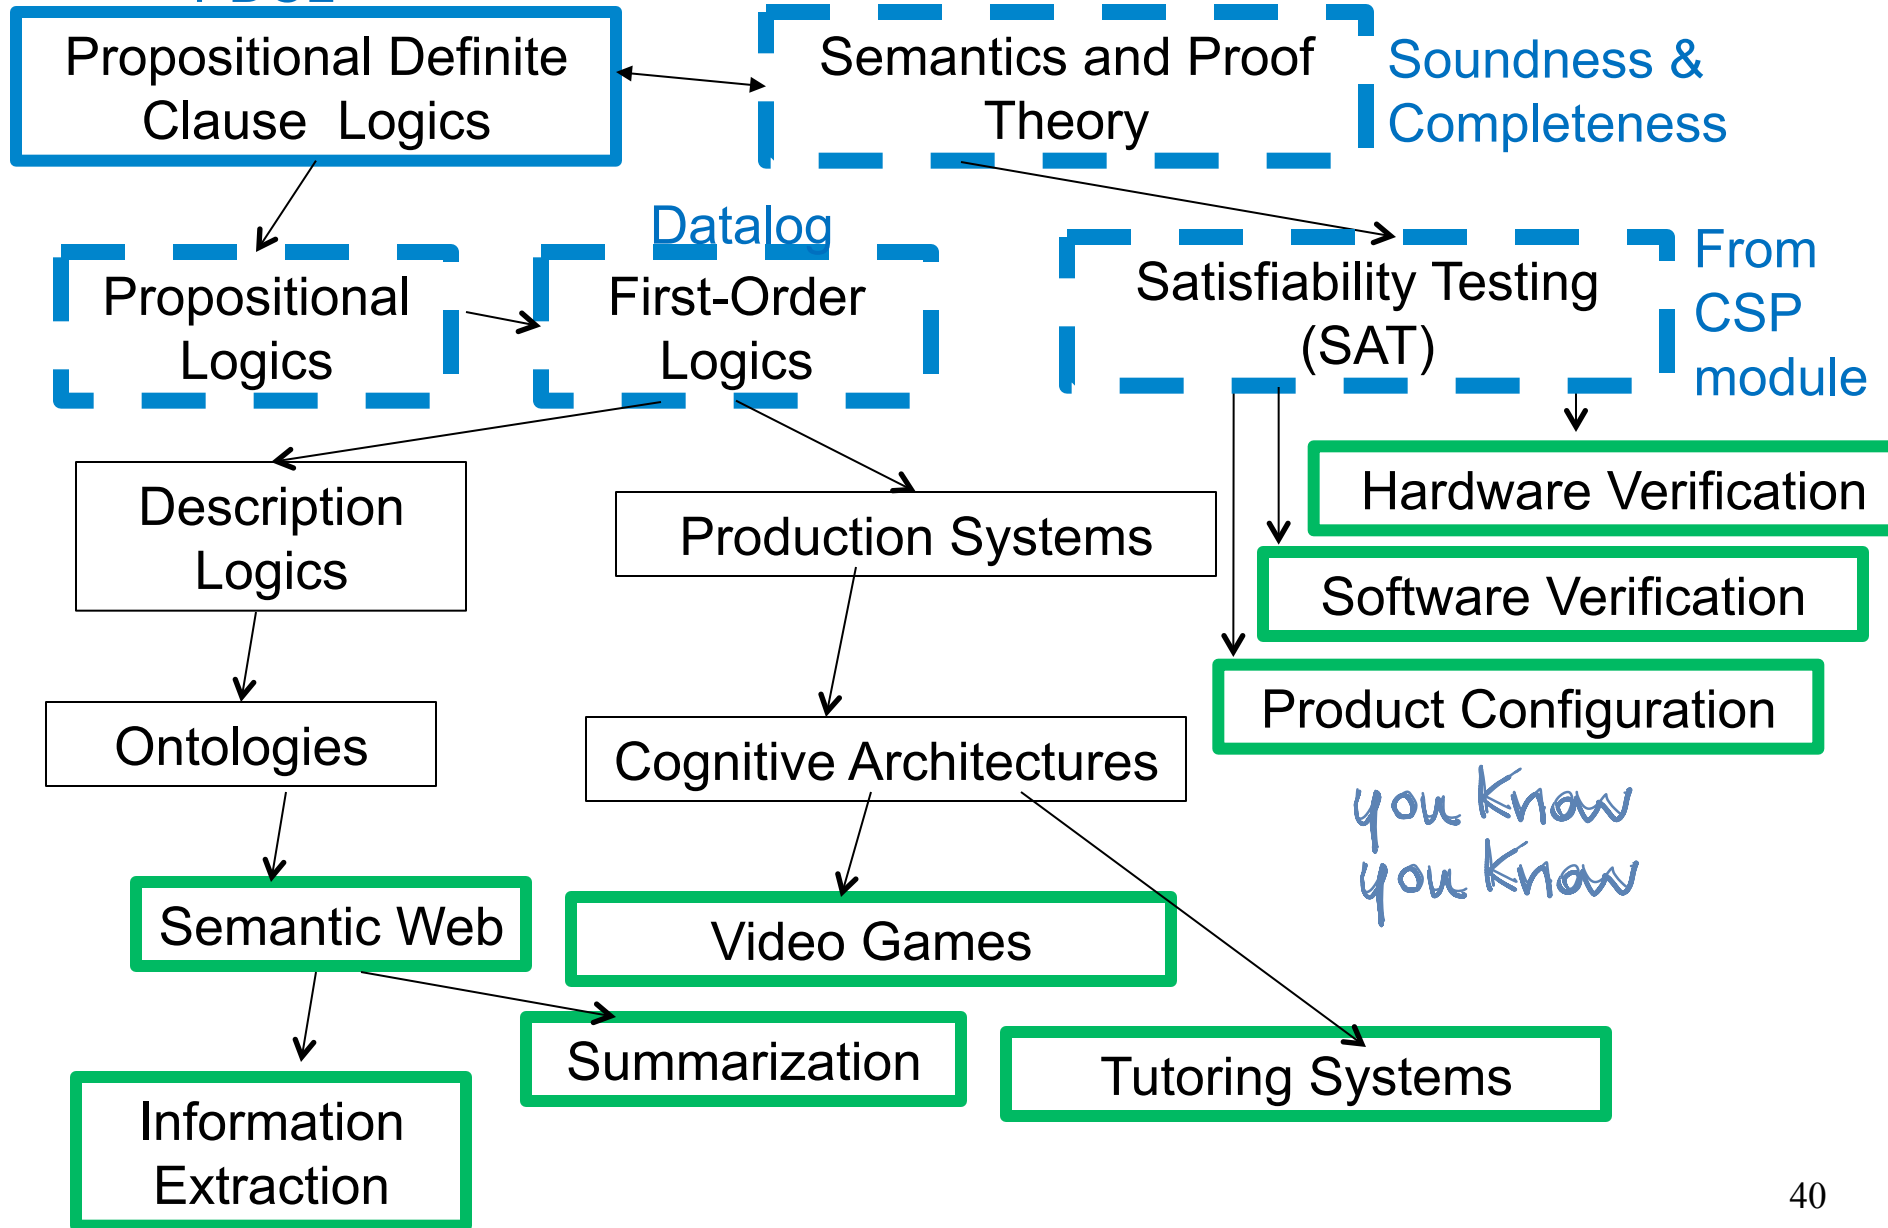 Propositional Definite
Clause Logics
Semantics and Proof
Theory
Soundness &
Completeness
Datalog
Propositional
Logics
First-Order
Logics
Satisfiability Testing
(SAT)
From
CSP
module
Description
Logics
Production Systems
Hardware Verification
Software Verification
Product Configuration
Ontologies
Cognitive Architectures
you know
you know
Semantic Web
Video Games
Summarization
Tutoring Systems
Information
Extraction
40